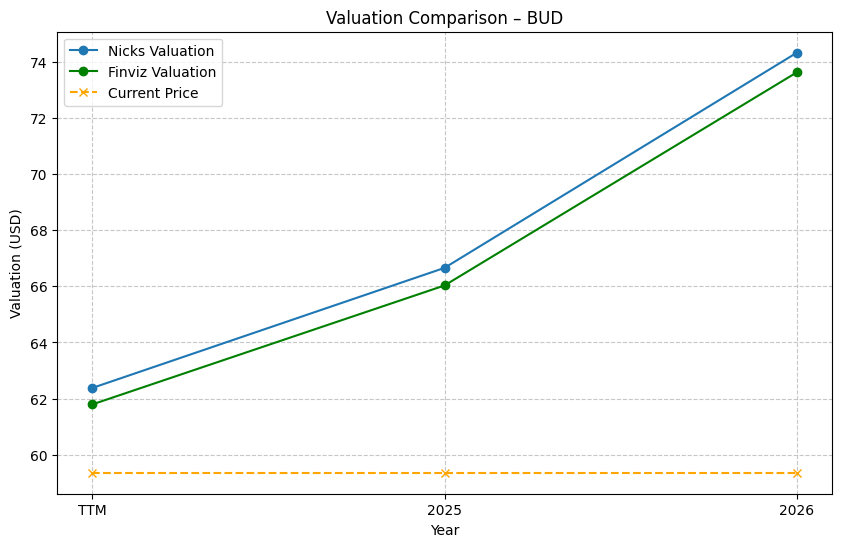 Valuation Comparison – BUD
Nicks Valuation
Finviz Valuation
Current Price
Valuation (USD)
74
72
70
68
66
64
62
60
TTM
2025
2026
Year